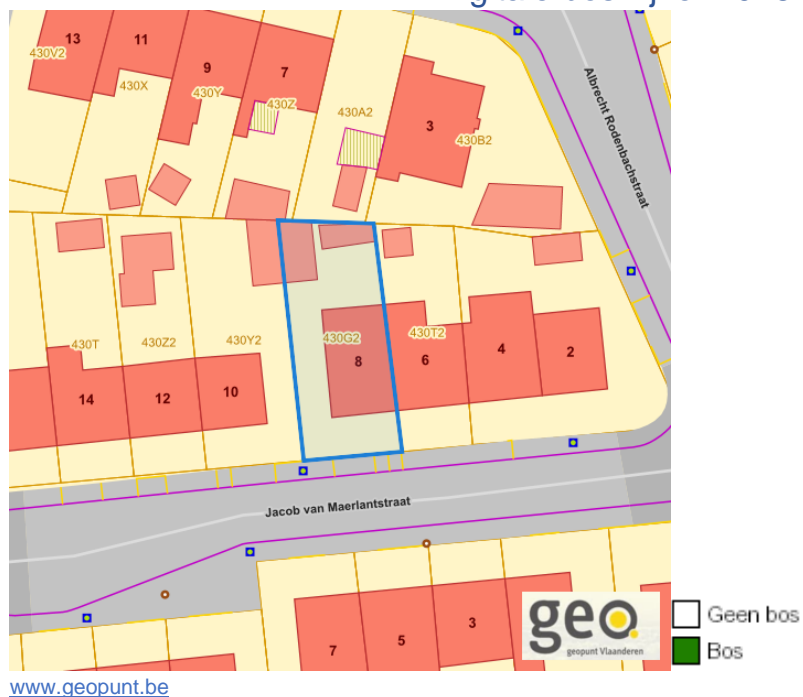 13
11
9
7
430V2
430X
430Y
430Z
430A2
3
430B2
Albrecht Rodenbachstraat
430T
430Z2
430Y2
430G2
430T2
14
12
10
8
6
4
2
Jacob van Maerlantstraat
7
5
3
geo
geopunt Vlaanderen
Geen bos
Bos
www.geopunt.be